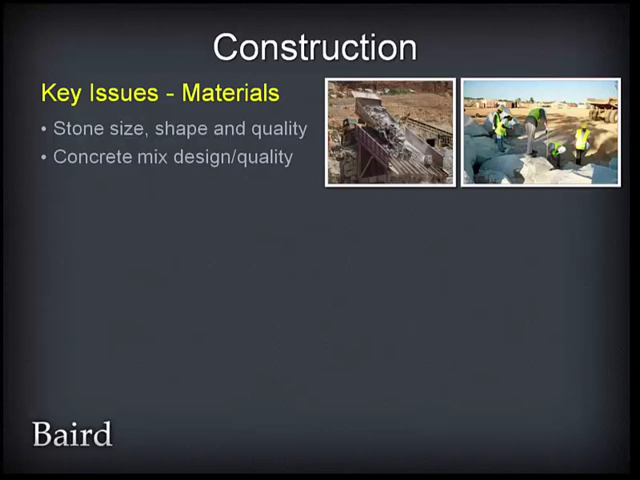 Construction
Key Issues - Materials
• Stone size, shape and quality
• Concrete mix design/quality
Baird